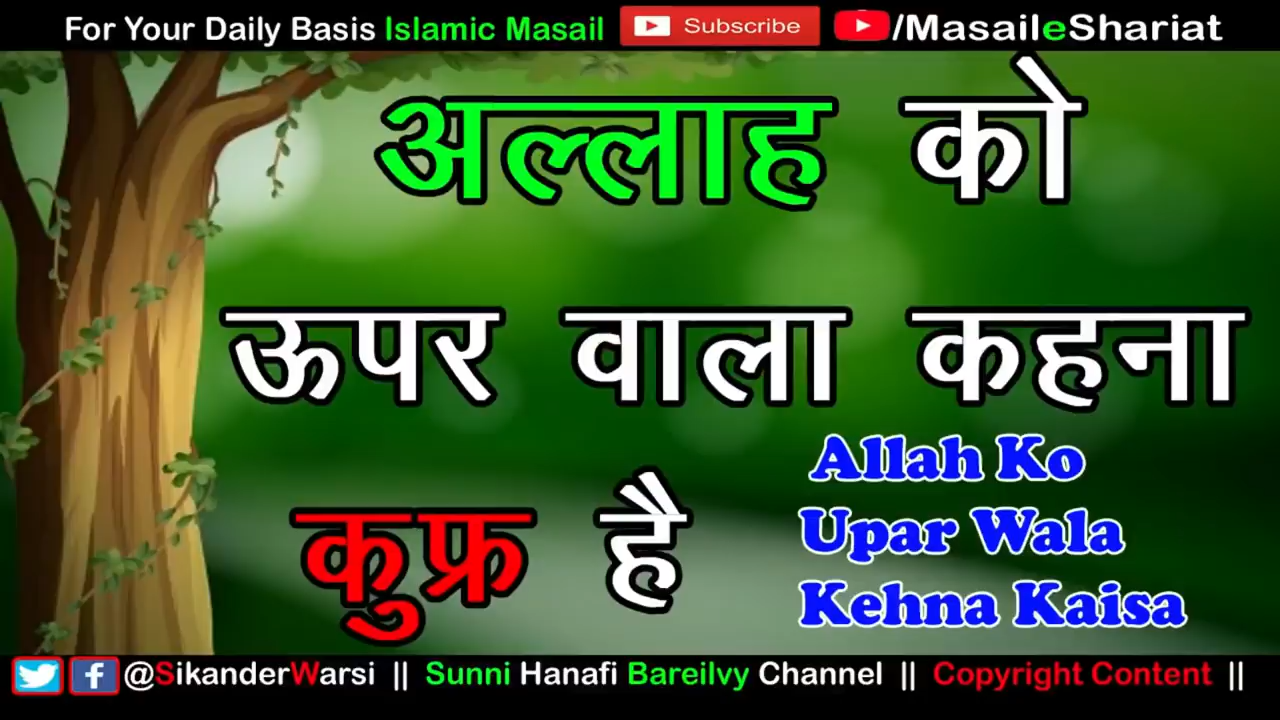 For Your Daily Basis Islamic Masail Subscribe /MasaileShariat
अल्लाह को
ऊपर वाला कहना
कुफ्र है
Allah Ko
Upar Wala
Kehna Kaisa
@SikanderWarsi || Sunni Hanafi Bareilvy Channel || Copyright Content ||